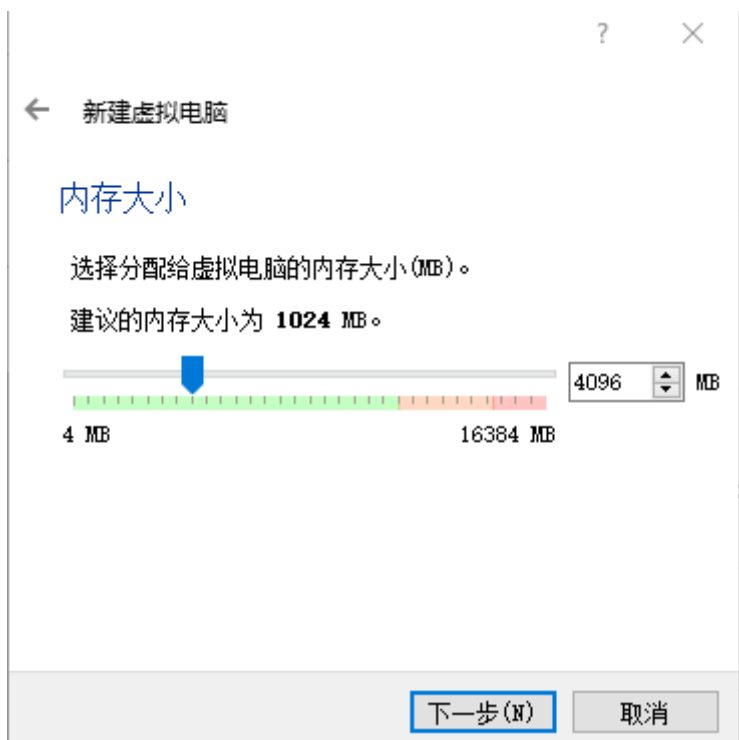 ?
新建虚拟电脑
内存大小
选择分配给虚拟电脑的内存大小(MB)。
建议的内存大小为 1024 MB。
4096 MB
4 MB 16384 MB
下一步(N) 取消